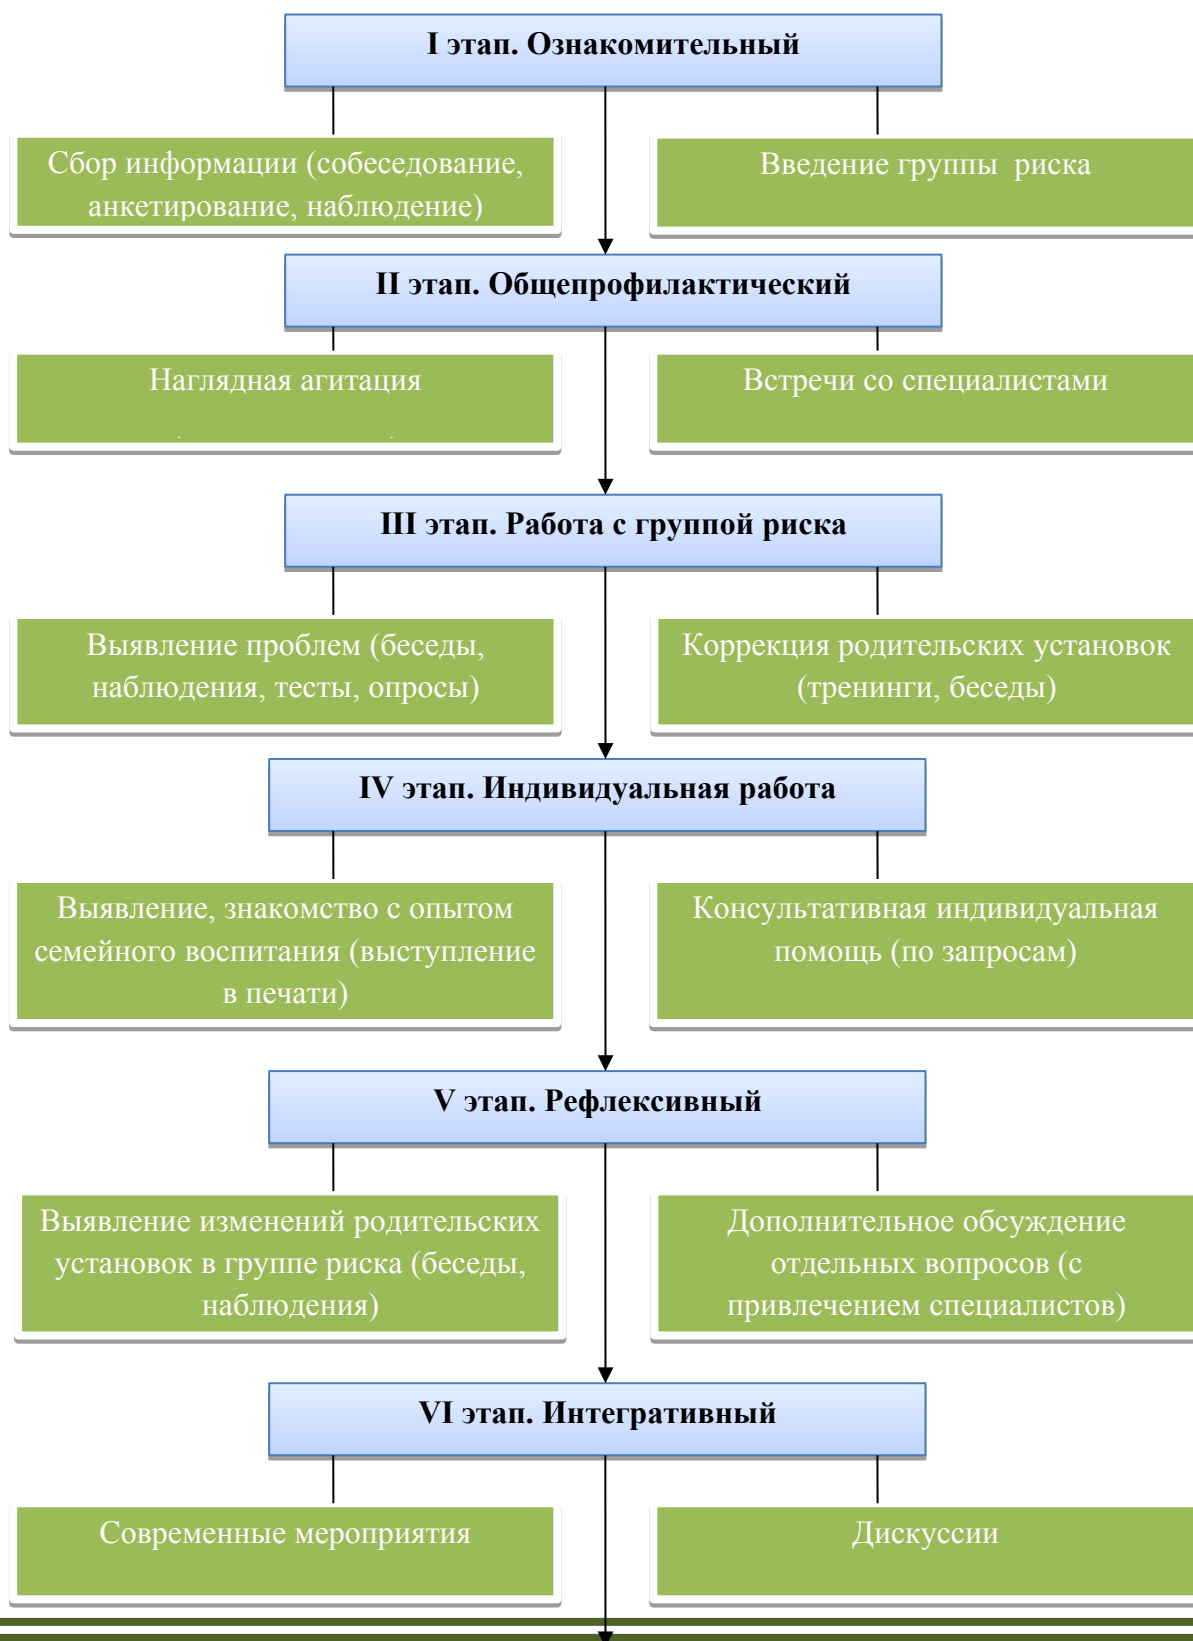 I этап. Ознакомительный
Сбор информации (собеседование,
анкетирование, наблюдение)
Введение группы риска
II этап. Общепрофилактический
Наглядная агитация
Встречи со специалистами
III этап. Работа с группой риска
Выявление проблем (беседы,
наблюдения, тесты, опросы)
Коррекция родительских установок
(тренинги, беседы)
IV этап. Индивидуальная работа
Выявление, знакомство с опытом
семейного воспитания (выступление
в печати)
Консультативная индивидуальная
помощь (по запросам)
V этап. Рефлексивный
Выявление изменений родительских
установок в группе риска (беседы,
наблюдения)
Дополнительное обсуждение
отдельных вопросов (с
привлечением специалистов)
VI этап. Интегративный
Современные мероприятия
Дискуссии